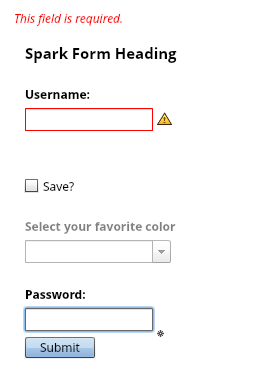 This field is required.
Spark Form Heading
Username:
Save?
Select your favorite color
Password:
Submit